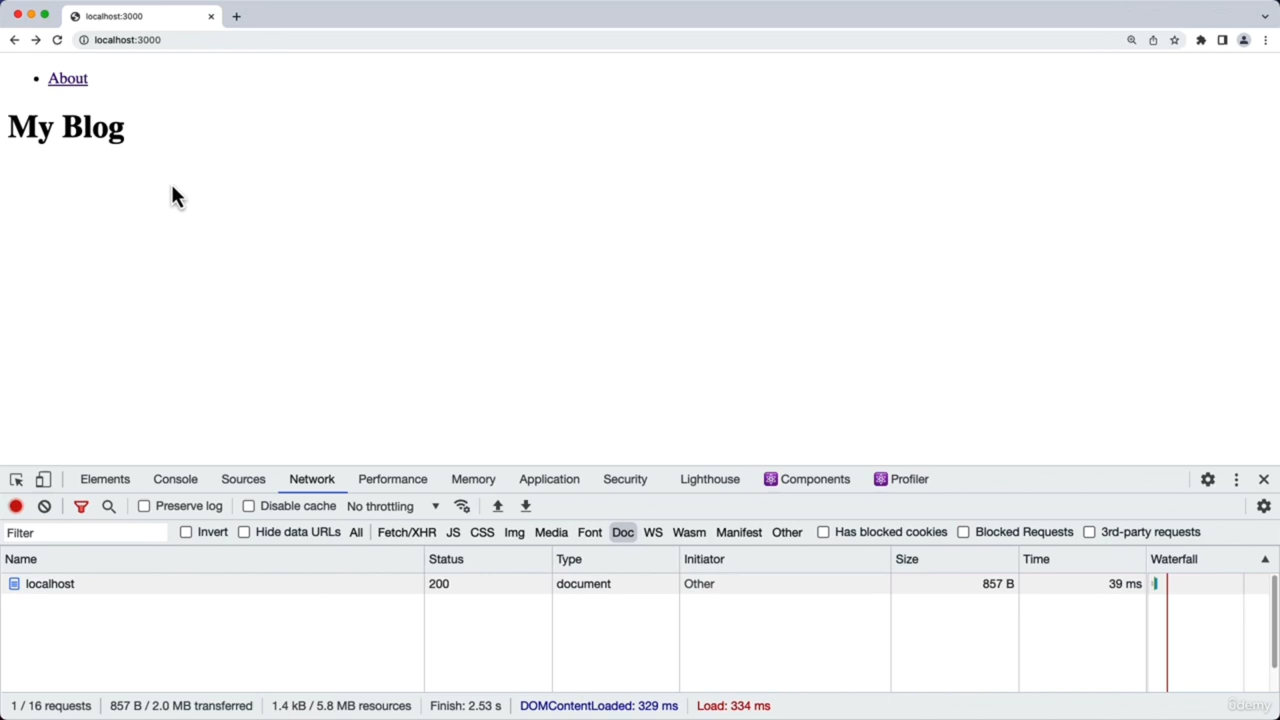 localhost:3000
localhost:3000
About
My Blog
Elements Console Sources Network Performance Memory Application Security Lighthouse Components Profiler
Preserve log Disable cache No throttling
Filter Invert Hide data URLs All Fetch/XHR JS CSS Img Media Font Doc WS Wasm Manifest Other Has blocked cookies Blocked Requests 3rd-party requests
Name Status Type Initiator Size Time Waterfall
localhost 200 document Other 857 B 39 ms
1 / 16 requests 857 B / 2.0 MB transferred 1.4 kB / 5.8 MB resources Finish: 2.53 s DOMContentLoaded: 329 ms Load: 334 ms
ûdemy